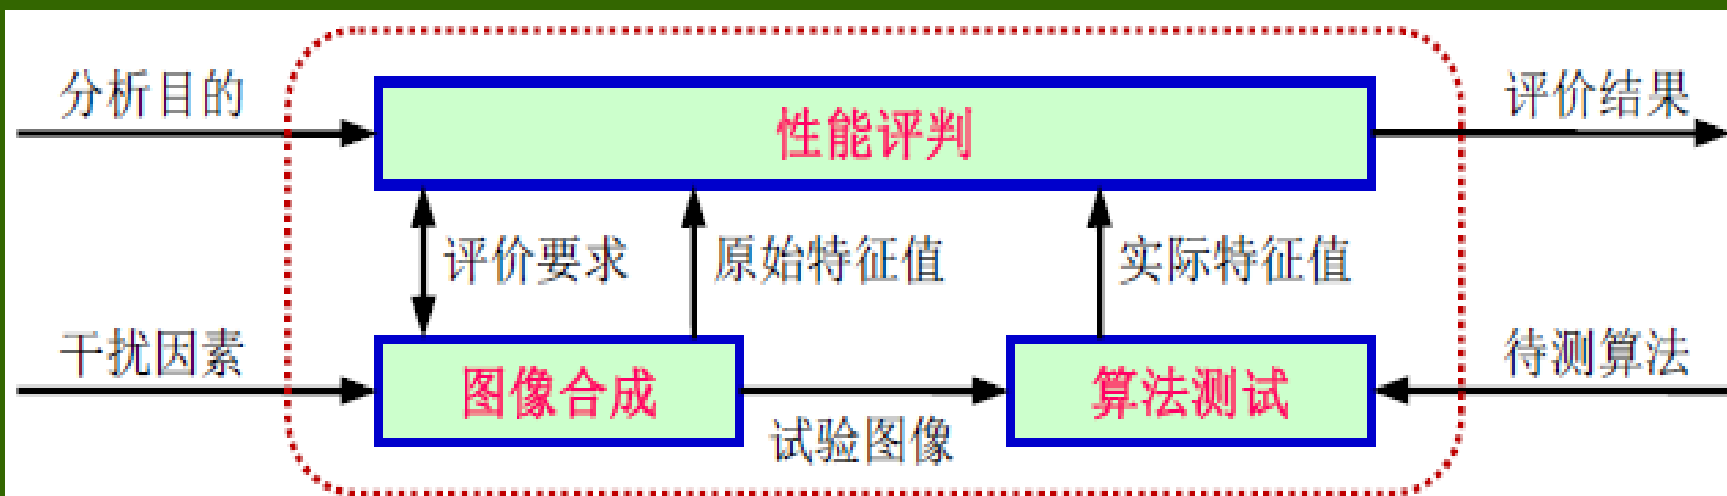 分析目的
性能评判
评价结果
评价要求
原始特征值
实际特征值
干扰因素
图像合成
试验图像
算法测试
待测算法